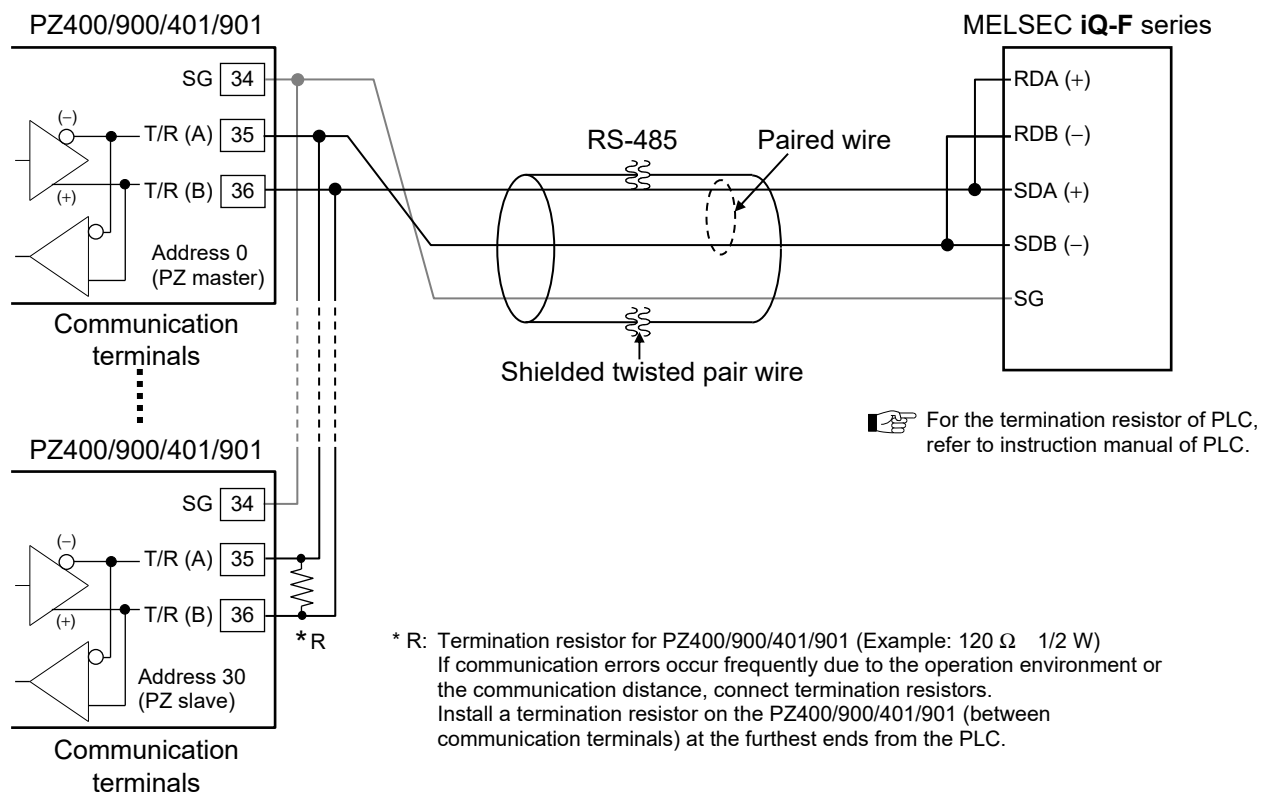 PZ400/900/401/901
MELSEC iQ-F series
SG 34
RDA (+)
(−)
T/R (A) 35
RS-485
Paired wire
RDB (−)
(+)
T/R (B) 36
SDA (+)
Address 0
(PZ master)
SDB (−)
SG
Communication
terminals
Shielded twisted pair wire
For the termination resistor of PLC,
refer to instruction manual of PLC.
PZ400/900/401/901
SG 34
(−)
T/R (A) 35
(+)
T/R (B) 36
* R
Address 30
(PZ slave)
Communication
terminals
* R: Termination resistor for PZ400/900/401/901 (Example: 120 Ω 1/2 W)
If communication errors occur frequently due to the operation environment or
the communication distance, connect termination resistors.
Install a termination resistor on the PZ400/900/401/901 (between
communication terminals) at the furthest ends from the PLC.